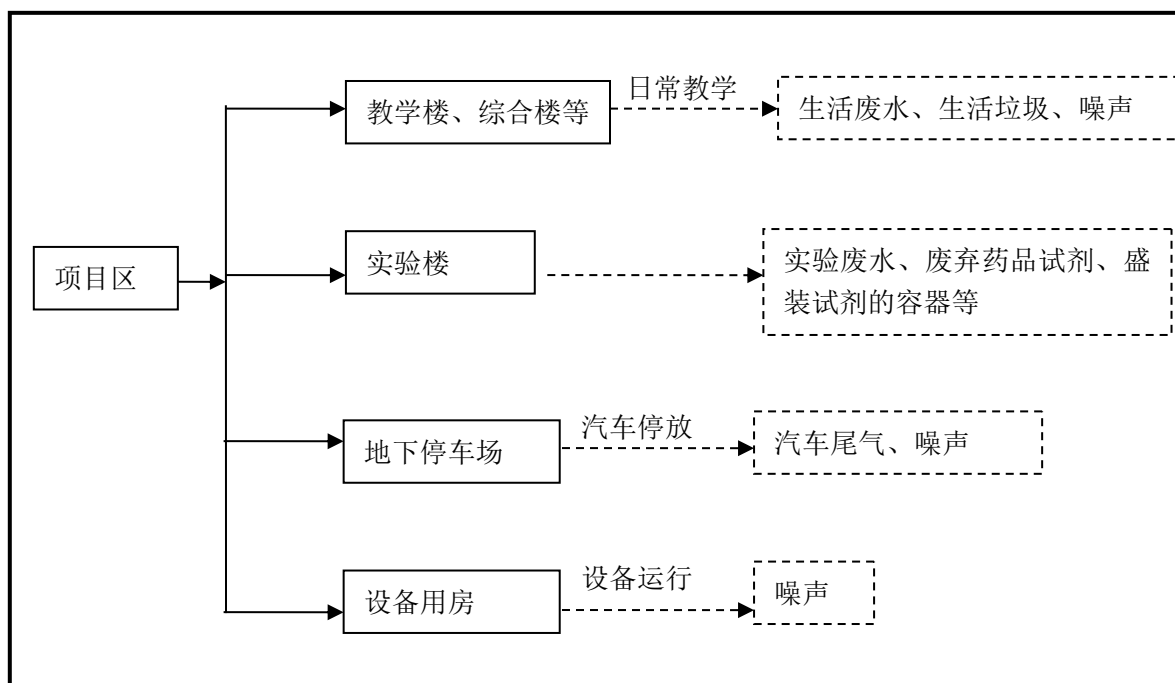 日常教学
教学楼、综合楼等
生活废水、生活垃圾、噪声
项目区
实验楼
实验废水、废弃药品试剂、盛
装试剂的容器等
汽车停放
地下停车场
汽车尾气、噪声
设备运行
设备用房
噪声